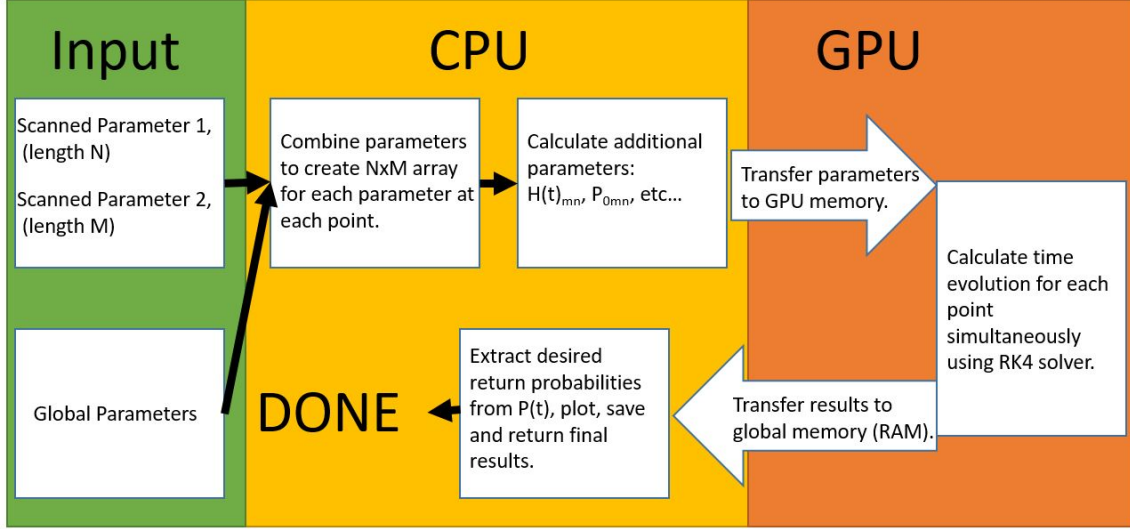 Input
CPU
GPU
Scanned Parameter 1,
(length N)
Scanned Parameter 2,
(length M)
Combine parameters
to create NxM array
for each parameter at
each point.
Calculate additional
parameters:
H(t)mn, P0mn, etc...
Transfer parameters
to GPU memory.
Calculate time
evolution for each
point
simultaneously
using RK4 solver.
Transfer results to
global memory (RAM).
Extract desired
return probabilities
from P(t), plot, save
and return final
results.
DONE
Global Parameters